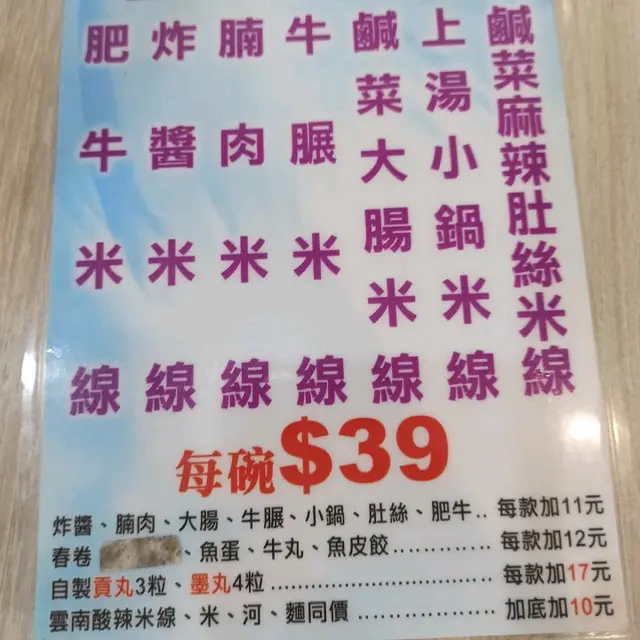 鹹菜麻辣肚絲米線
上湯小鍋米線
鹹菜大腸米線
牛𦟌米線
腩肉米線
炸醬米線
肥牛米線
每碗$39
炸醬、腩肉、大腸、牛𦟌、小鍋、肚絲、肥牛.. 每款加11元
春卷 、魚蛋、牛丸、魚皮餃.............. 每款加12元
自製貢丸3粒、墨丸4粒.............................. 每款加17元
雲南酸辣米線、米、河、麵同價.................. 加底加10元